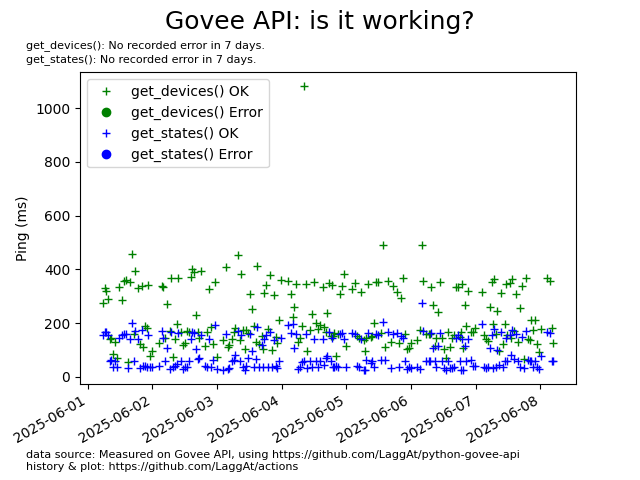 Govee API: is it working?
get_devices(): No recorded error in 7 days.
get_states(): No recorded error in 7 days.
get_devices() OK
get_devices() Error
get_states() OK
get_states() Error
Ping (ms)
1000
800
600
400
200
0
2025-06-01
2025-06-02
2025-06-03
2025-06-04
2025-06-05
2025-06-06
2025-06-07
2025-06-08
data source: Measured on Govee API, using https://github.com/LaggAt/python-govee-api
history & plot: https://github.com/LaggAt/actions